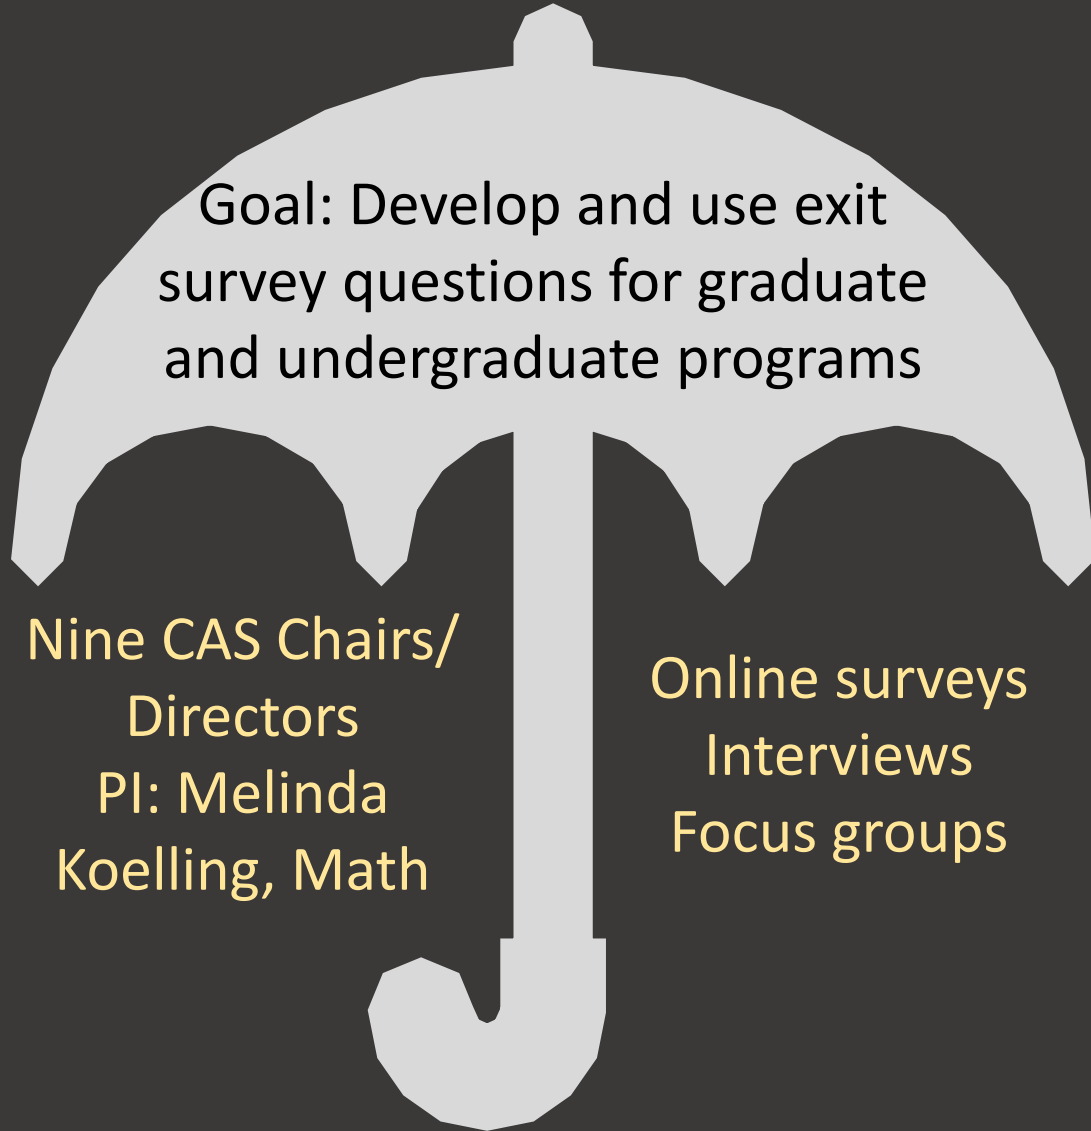 Goal: Develop and use exit
survey questions for graduate
and undergraduate programs
Nine CAS Chairs/
Directors
PI: Melinda
Koelling, Math
Online surveys
Interviews
Focus groups